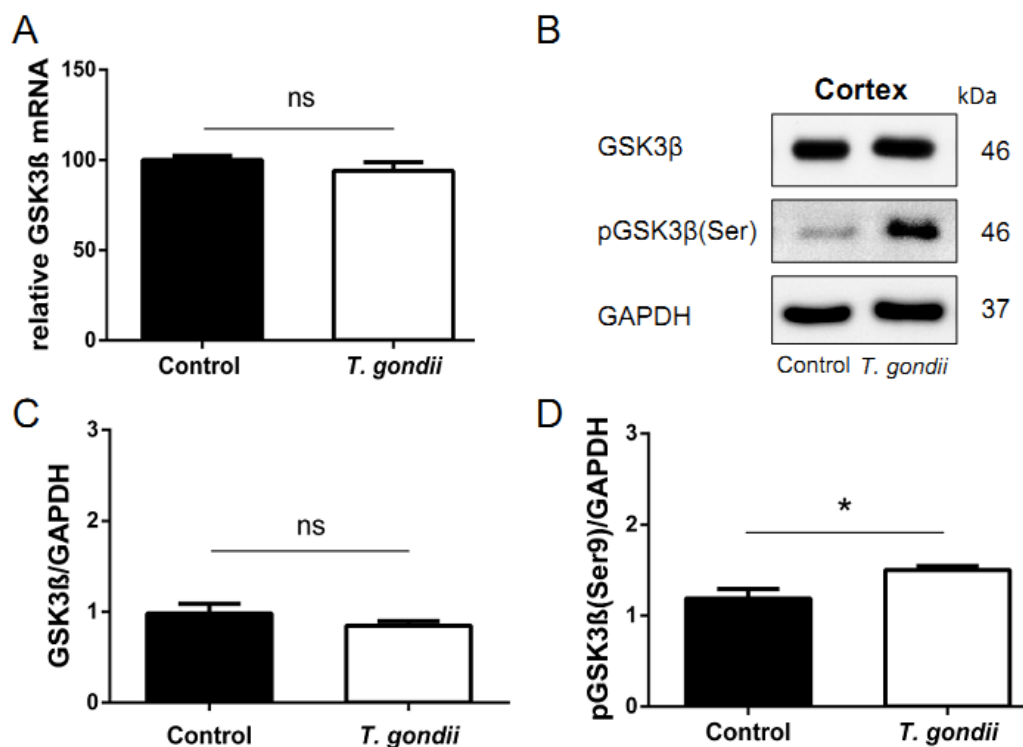 A
relative GSK3ß mRNA
150
100
50
0
ns
Control
T. gondii
B
Cortex
kDa
GSK3β
46
pGSK3β(Ser)
46
GAPDH
37
Control T. gondii
C
GSK3ß/GAPDH
3
2
1
0
ns
Control
T. gondii
D
pGSK3ß(Ser9)/GAPDH
3
2
1
0
*
Control
T. gondii